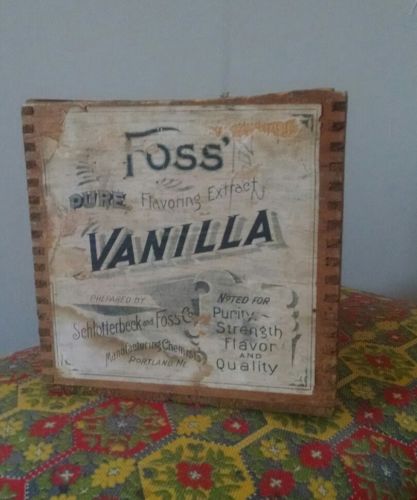 Foss'
PURE Flavoring Extract
VANILLA
PREPARED BY
Schlotterbeck and Foss Co.
Manufacturing Chemists
PORTLAND, ME
NOTED FOR
Purity,
Strength
Flavor
AND
Quality